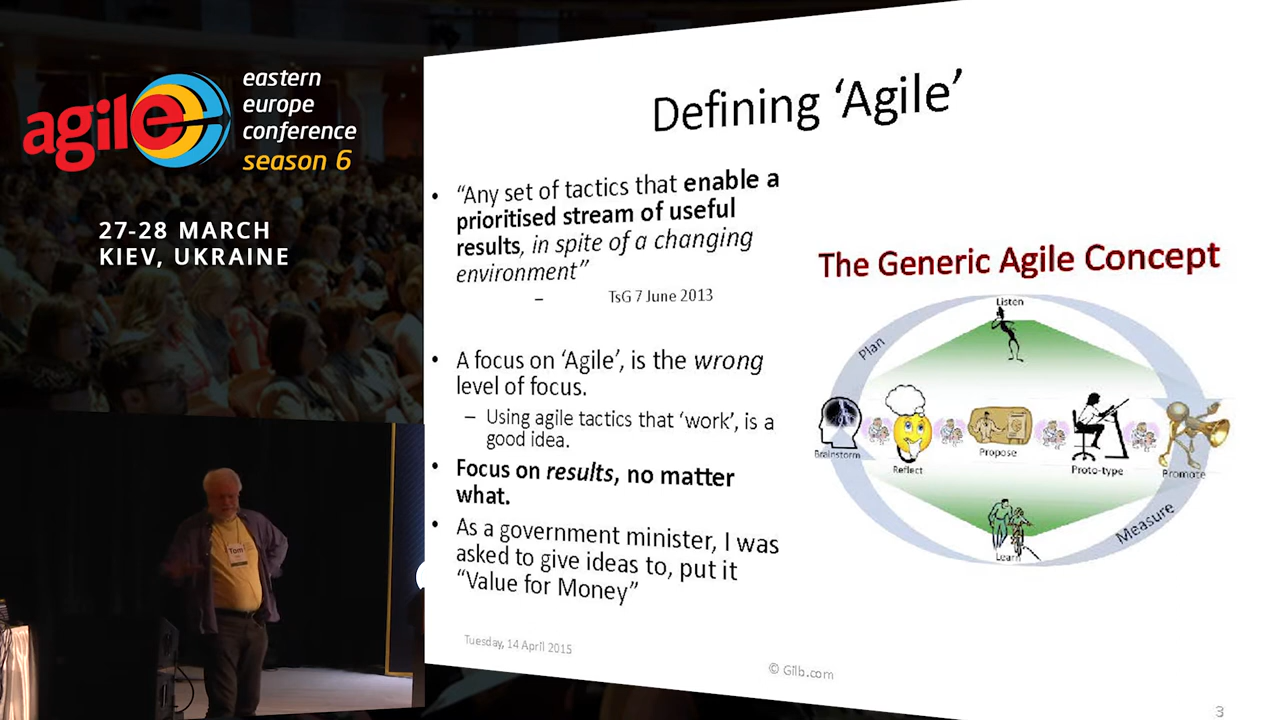 agile
eastern
europe
conference
season 6
27-28 MARCH
KIEV, UKRAINE
Tom
Defining ‘Agile’
• “Any set of tactics that enable a
prioritised stream of useful
results, in spite of a changing
environment”
– TsG 7 June 2013
• A focus on ‘Agile’, is the wrong
level of focus.
– Using agile tactics that ‘work’, is a
good idea.
• Focus on results, no matter
what.
• As a government minister, I was
asked to give ideas to, put it
“Value for Money”
The Generic Agile Concept
Listen
Plan
Brainstorm
Reflect
Propose
Proto-type
Promote
Measure
Learn
Tuesday, 14 April 2015
© Gilb.com
3